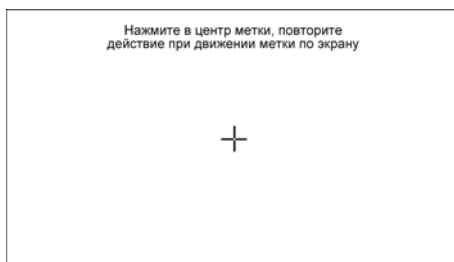 Нажмите в центр метки, повторите
действие при движении метки по экрану